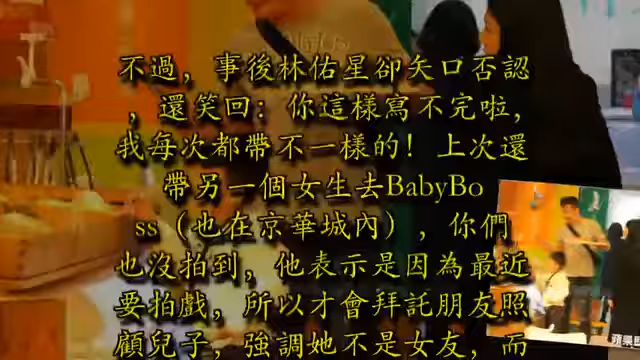 不過，事後林佑星卻矢口否認
，還笑回：你這樣寫不完啦，
我每次都帶不一樣的！上次還
帶另一個女生去BabyBo
ss（也在京華城內），你們
也沒拍到，他表示是因為最近
要拍戲，所以才會拜託朋友照
顧兒子，強調她不是女友，而